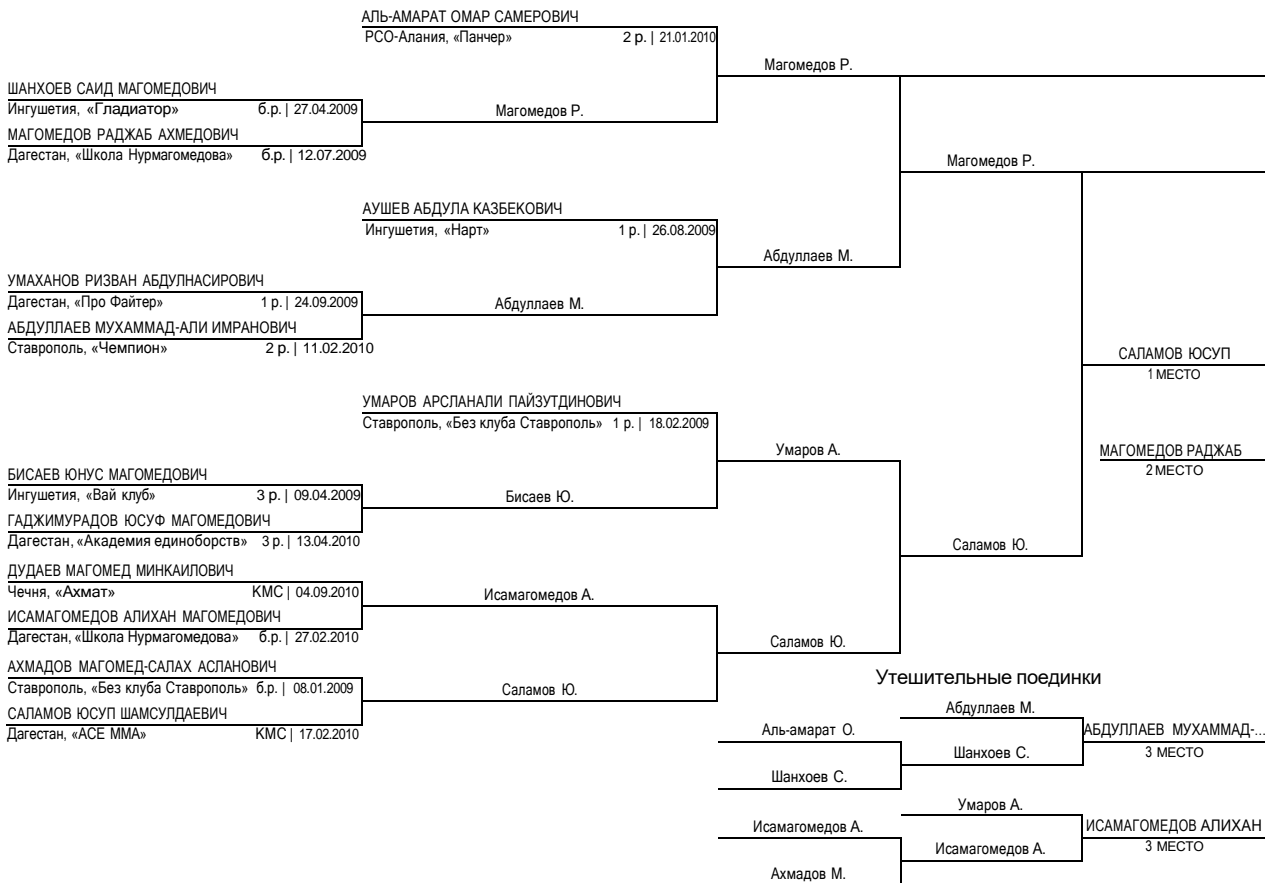 АЛЬ-АМАРАТ ОМАР САМЕРОВИЧ
РСО-Алания, «Панчер» 2 р. | 21.01.2010
Магомедов Р.
ШАНХОЕВ САИД МАГОМЕДОВИЧ
Ингушетия, «Гладиатор» б.р. | 27.04.2009
Магомедов Р.
МАГОМЕДОВ РАДЖАБ АХМЕДОВИЧ
Дагестан, «Школа Нурмагомедова» б.р. | 12.07.2009
Магомедов Р.
АУШЕВ АБДУЛА КАЗБЕКОВИЧ
Ингушетия, «Нарт» 1 р. | 26.08.2009
Абдуллаев М.
УМАХАНОВ РИЗВАН АБДУЛНАСИРОВИЧ
Дагестан, «Про Файтер» 1 р. | 24.09.2009
Абдуллаев М.
АБДУЛЛАЕВ МУХАММАД-АЛИ ИМРАНОВИЧ
Ставрополь, «Чемпион» 2 р. | 11.02.2010
САЛАМОВ ЮСУП
1 МЕСТО
УМАРОВ АРСЛАНАЛИ ПАЙЗУТДИНОВИЧ
Ставрополь, «Без клуба Ставрополь» 1 р. | 18.02.2009
Умаров А.
МАГОМЕДОВ РАДЖАБ
2 МЕСТО
БИСАЕВ ЮНУС МАГОМЕДОВИЧ
Ингушетия, «Вай клуб» 3 р. | 09.04.2009
Бисаев Ю.
ГАДЖИМУРАДОВ ЮСУФ МАГОМЕДОВИЧ
Дагестан, «Академия единоборств» 3 р. | 13.04.2010
Саламов Ю.
ДУДАЕВ МАГОМЕД МИНКАИЛОВИЧ
Чечня, «Ахмат» КМС | 04.09.2010
Исамагомедов А.
ИСАМАГОМЕДОВ АЛИХАН МАГОМЕДОВИЧ
Дагестан, «Школа Нурмагомедова» б.р. | 27.02.2010
Саламов Ю.
АХМАДОВ МАГОМЕД-САЛАХ АСЛАНОВИЧ
Ставрополь, «Без клуба Ставрополь» б.р. | 08.01.2009
Саламов Ю.
САЛАМОВ ЮСУП ШАМСУЛДАЕВИЧ
Дагестан, «ACE MMA» КМС | 17.02.2010
Утешительные поединки
Абдуллаев М.
Аль-амарат О.
АБДУЛЛАЕВ МУХАММАД-...
Шанхоев С.
3 МЕСТО
Шанхоев С.
Умаров А.
Исамагомедов А.
ИСАМАГОМЕДОВ АЛИХАН
Исамагомедов А.
3 МЕСТО
Ахмадов М.